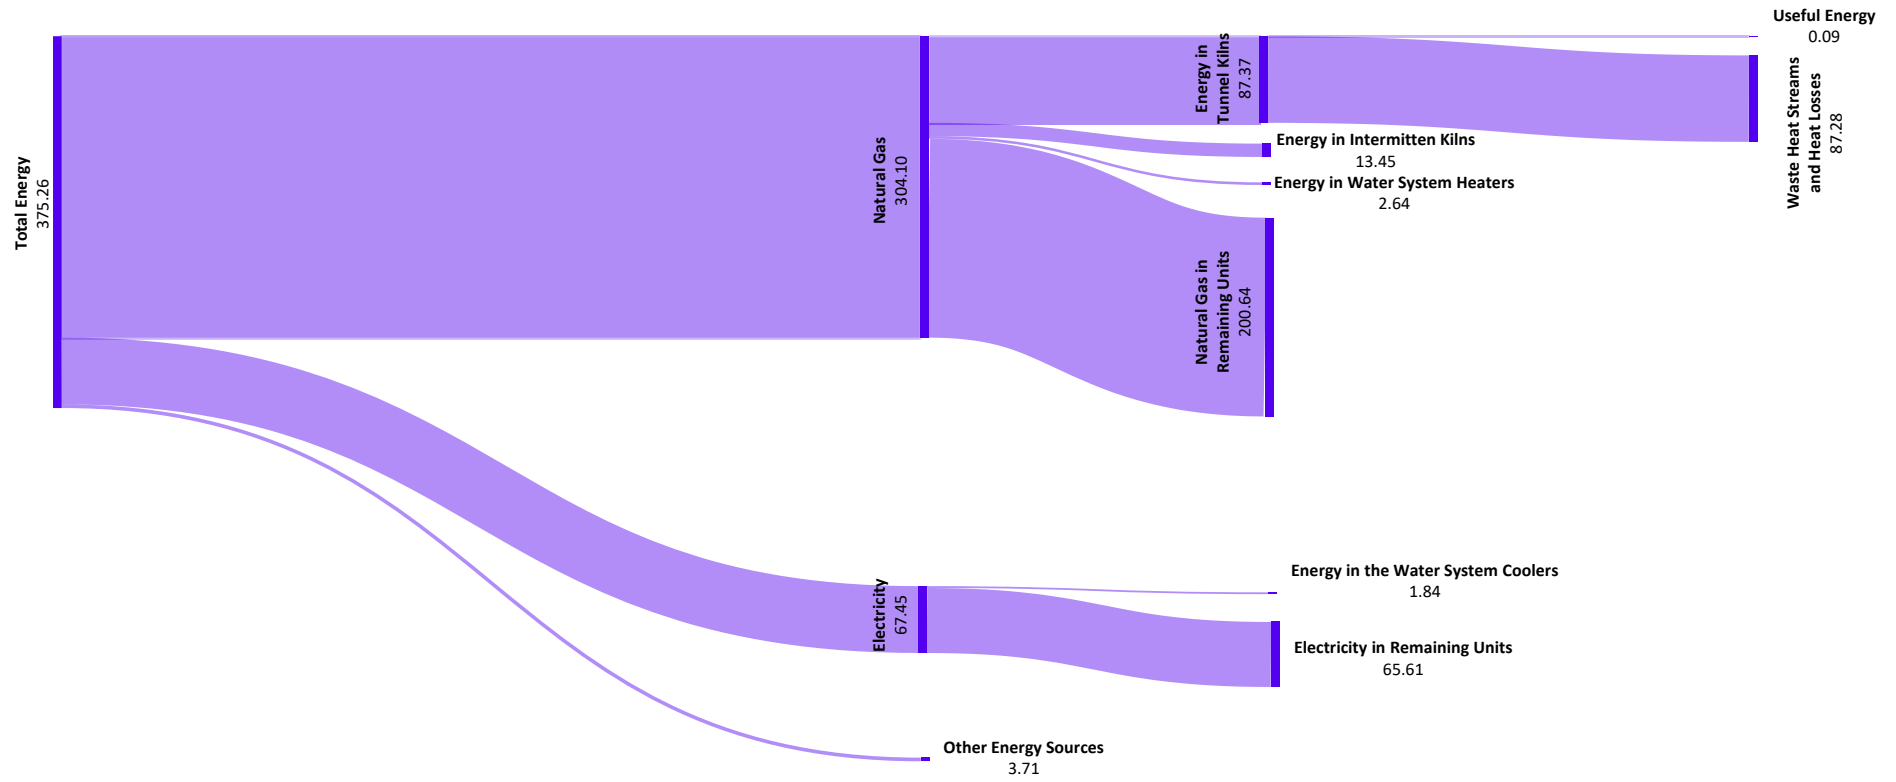 Total Energy
375.26
Natural Gas
304.10
Electricity
67.45
Other Energy Sources
3.71
Energy in
Tunnel Kilns
87.37
Energy in Intermitten Kilns
13.45
Energy in Water System Heaters
2.64
Natural Gas in
Remaining Units
200.64
Energy in the Water System Coolers
1.84
Electricity in Remaining Units
65.61
Useful Energy
0.09
Waste Heat Streams
and Heat Losses
87.28